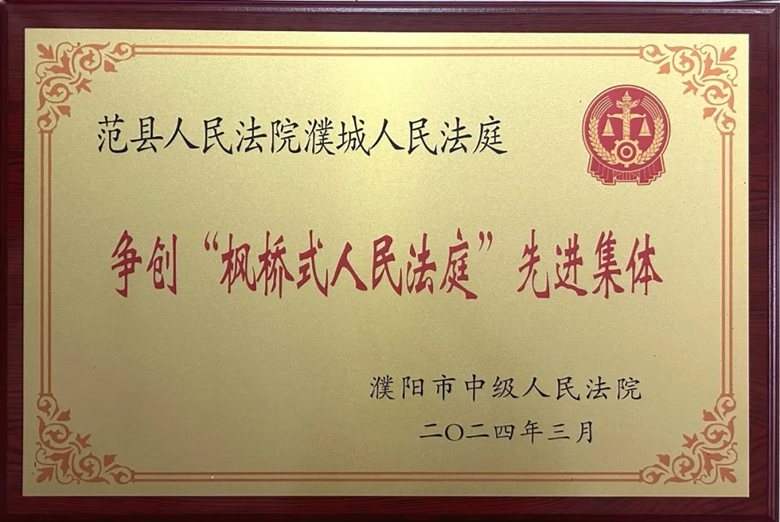 范县人民法院濮城人民法庭
争创“枫桥式人民法庭”先进集体
濮阳市中级人民法院
二〇二四年三月